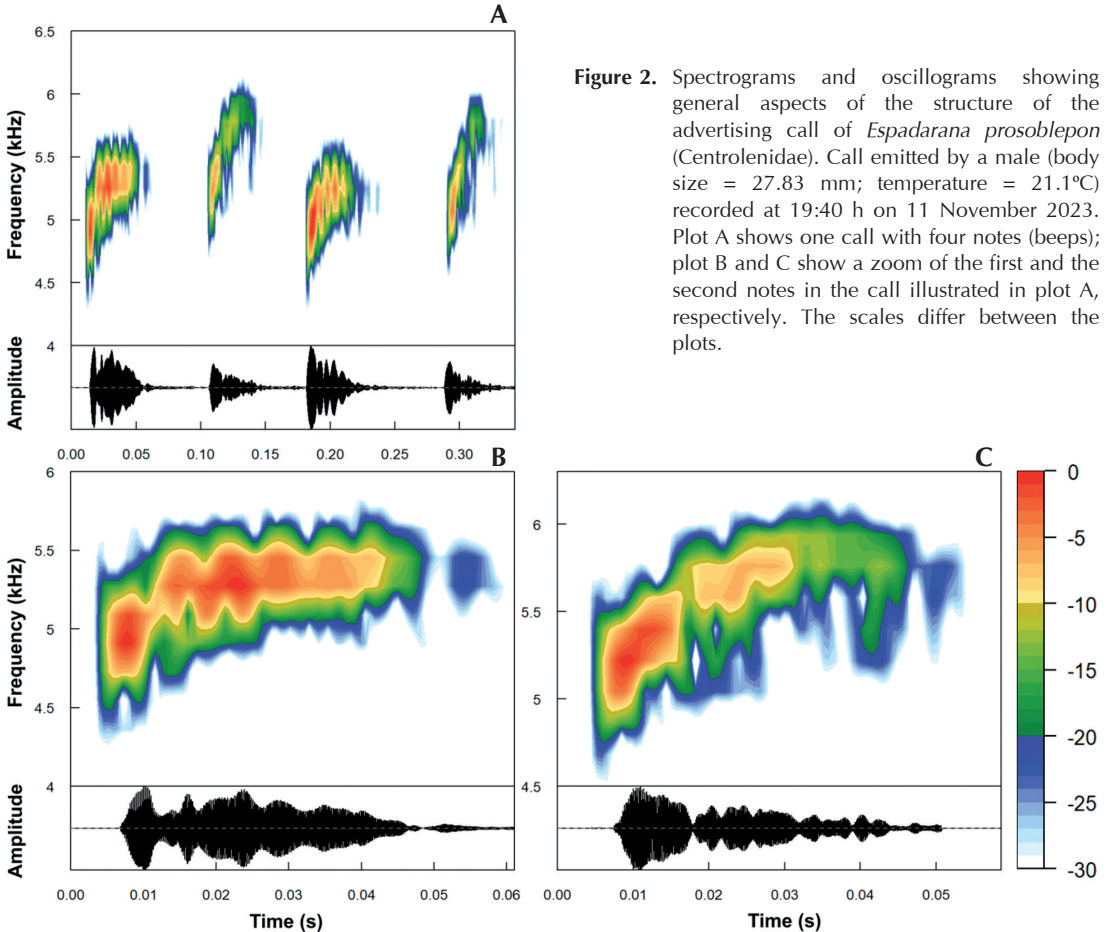 A
6.5
6
5.5
5
4.5
4
Frequency (kHz)
Amplitude
0.00 0.05 0.10 0.15 0.20 0.25 0.30
Figure 2. Spectrograms and oscillograms showing
general aspects of the structure of the
advertising call of Espadarana prosoblepon
(Centrolenidae). Call emitted by a male (body
size = 27.83 mm; temperature = 21.1ºC)
recorded at 19:40 h on 11 November 2023.
Plot A shows one call with four notes (beeps);
plot B and C show a zoom of the first and the
second notes in the call illustrated in plot A,
respectively. The scales differ between the
plots.
B
6
5.5
5
4.5
4
Frequency (kHz)
Amplitude
0.00 0.01 0.02 0.03 0.04 0.05 0.06
Time (s)
C
6
5.5
5
4.5
0.00 0.01 0.02 0.03 0.04 0.05
Time (s)
0
-5
-10
-15
-20
-25
-30